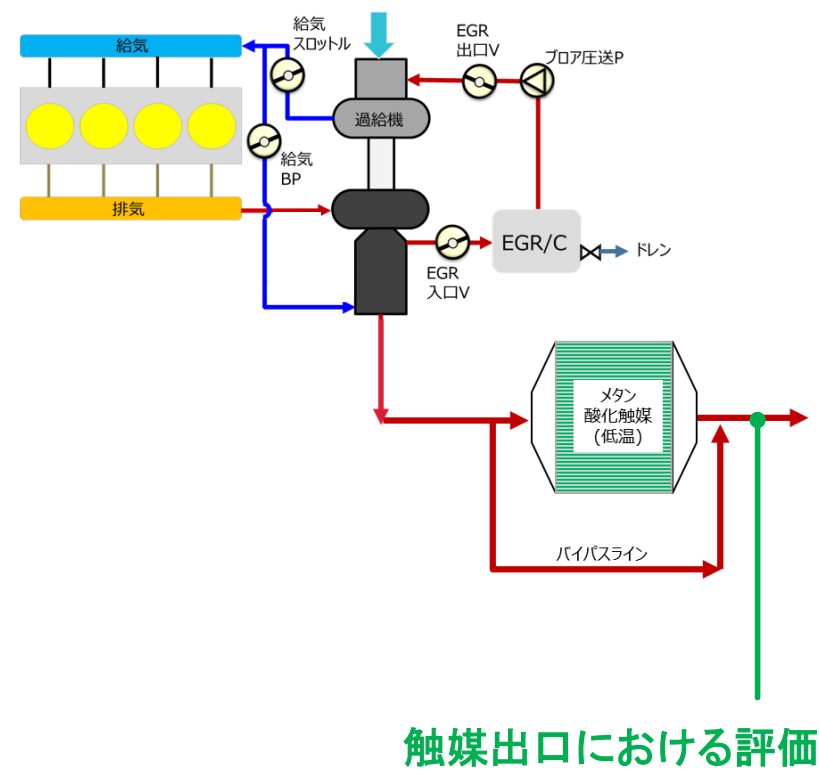 給気
スロットル
EGR
出口V
ブロア圧送P
給気
過給機
給気
BP
排気
EGR/C
ドレン
EGR
入口V
メタン
酸化触媒
(低温)
バイパスライン
触媒出口における評価